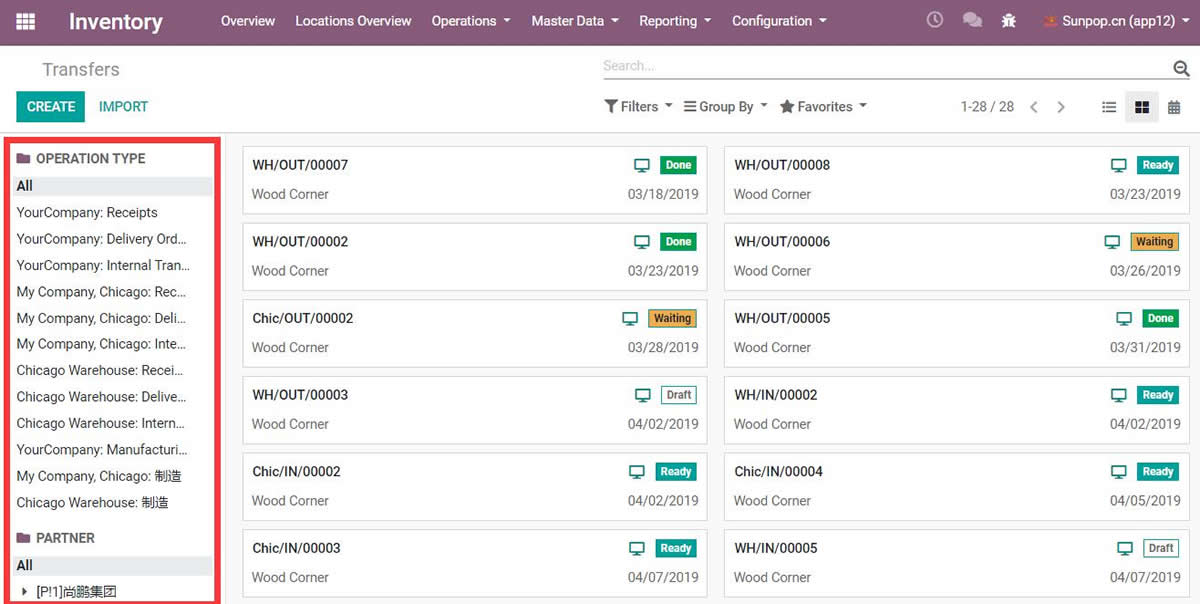 Inventory Overview Locations Overview Operations Master Data Reporting Configuration Sunpop.cn (app12)
Transfers Search...
CREATE IMPORT Filters Group By Favorites 1-28 / 28
OPERATION TYPE
All
YourCompany: Receipts
YourCompany: Delivery Ord...
YourCompany: Internal Tran...
My Company, Chicago: Rec...
My Company, Chicago: Deli...
My Company, Chicago: Inte...
Chicago Warehouse: Recei...
Chicago Warehouse: Delive...
Chicago Warehouse: Intern...
YourCompany: Manufacturi...
My Company, Chicago: 制造
Chicago Warehouse: 制造
PARTNER
All
[P!1]尚鹏集团
WH/OUT/00007 Done
Wood Corner 03/18/2019
WH/OUT/00008 Ready
Wood Corner 03/23/2019
WH/OUT/00002 Done
Wood Corner 03/23/2019
WH/OUT/00006 Waiting
Wood Corner 03/26/2019
Chic/OUT/00002 Waiting
Wood Corner 03/28/2019
WH/OUT/00005 Done
Wood Corner 03/31/2019
WH/OUT/00003 Draft
Wood Corner 04/02/2019
WH/IN/00002 Ready
Wood Corner 04/02/2019
Chic/IN/00002 Ready
Wood Corner 04/02/2019
Chic/IN/00004 Ready
Wood Corner 04/05/2019
Chic/IN/00003 Ready
Wood Corner 04/07/2019
WH/IN/00005 Draft
Wood Corner 04/07/2019